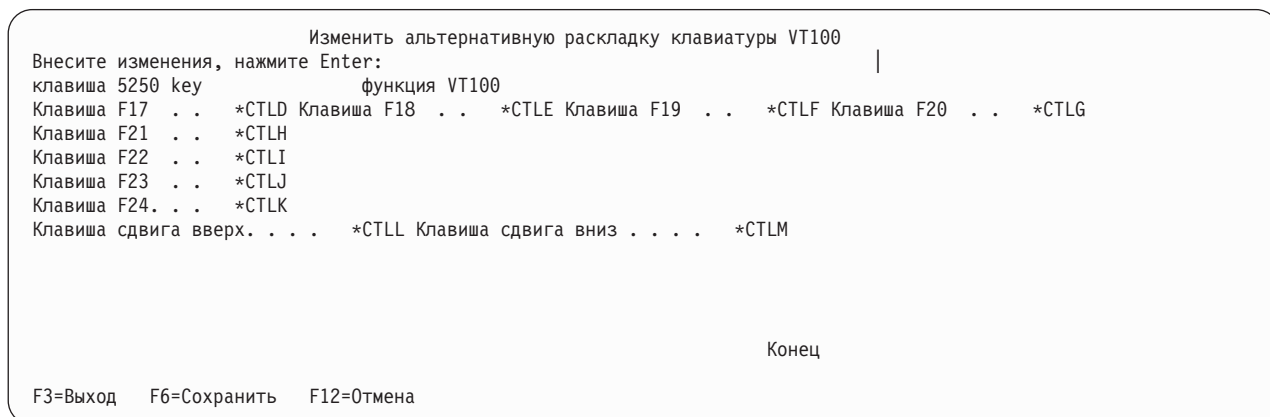 Изменить альтернативную раскладку клавиатуры VT100
Внесите изменения, нажмите Enter:
клавиша 5250 key функция VT100
Клавиша F17 . . *CTLD Клавиша F18 . . *CTLE Клавиша F19 . . *CTLF Клавиша F20 . . *CTLG
Клавиша F21 . . *CTLH
Клавиша F22 . . *CTLI
Клавиша F23 . . *CTLJ
Клавиша F24. . . *CTLK
Клавиша сдвига вверх. . . . *CTLL Клавиша сдвига вниз . . . . *CTLM
Конец
F3=Выход F6=Сохранить F12=Отмена